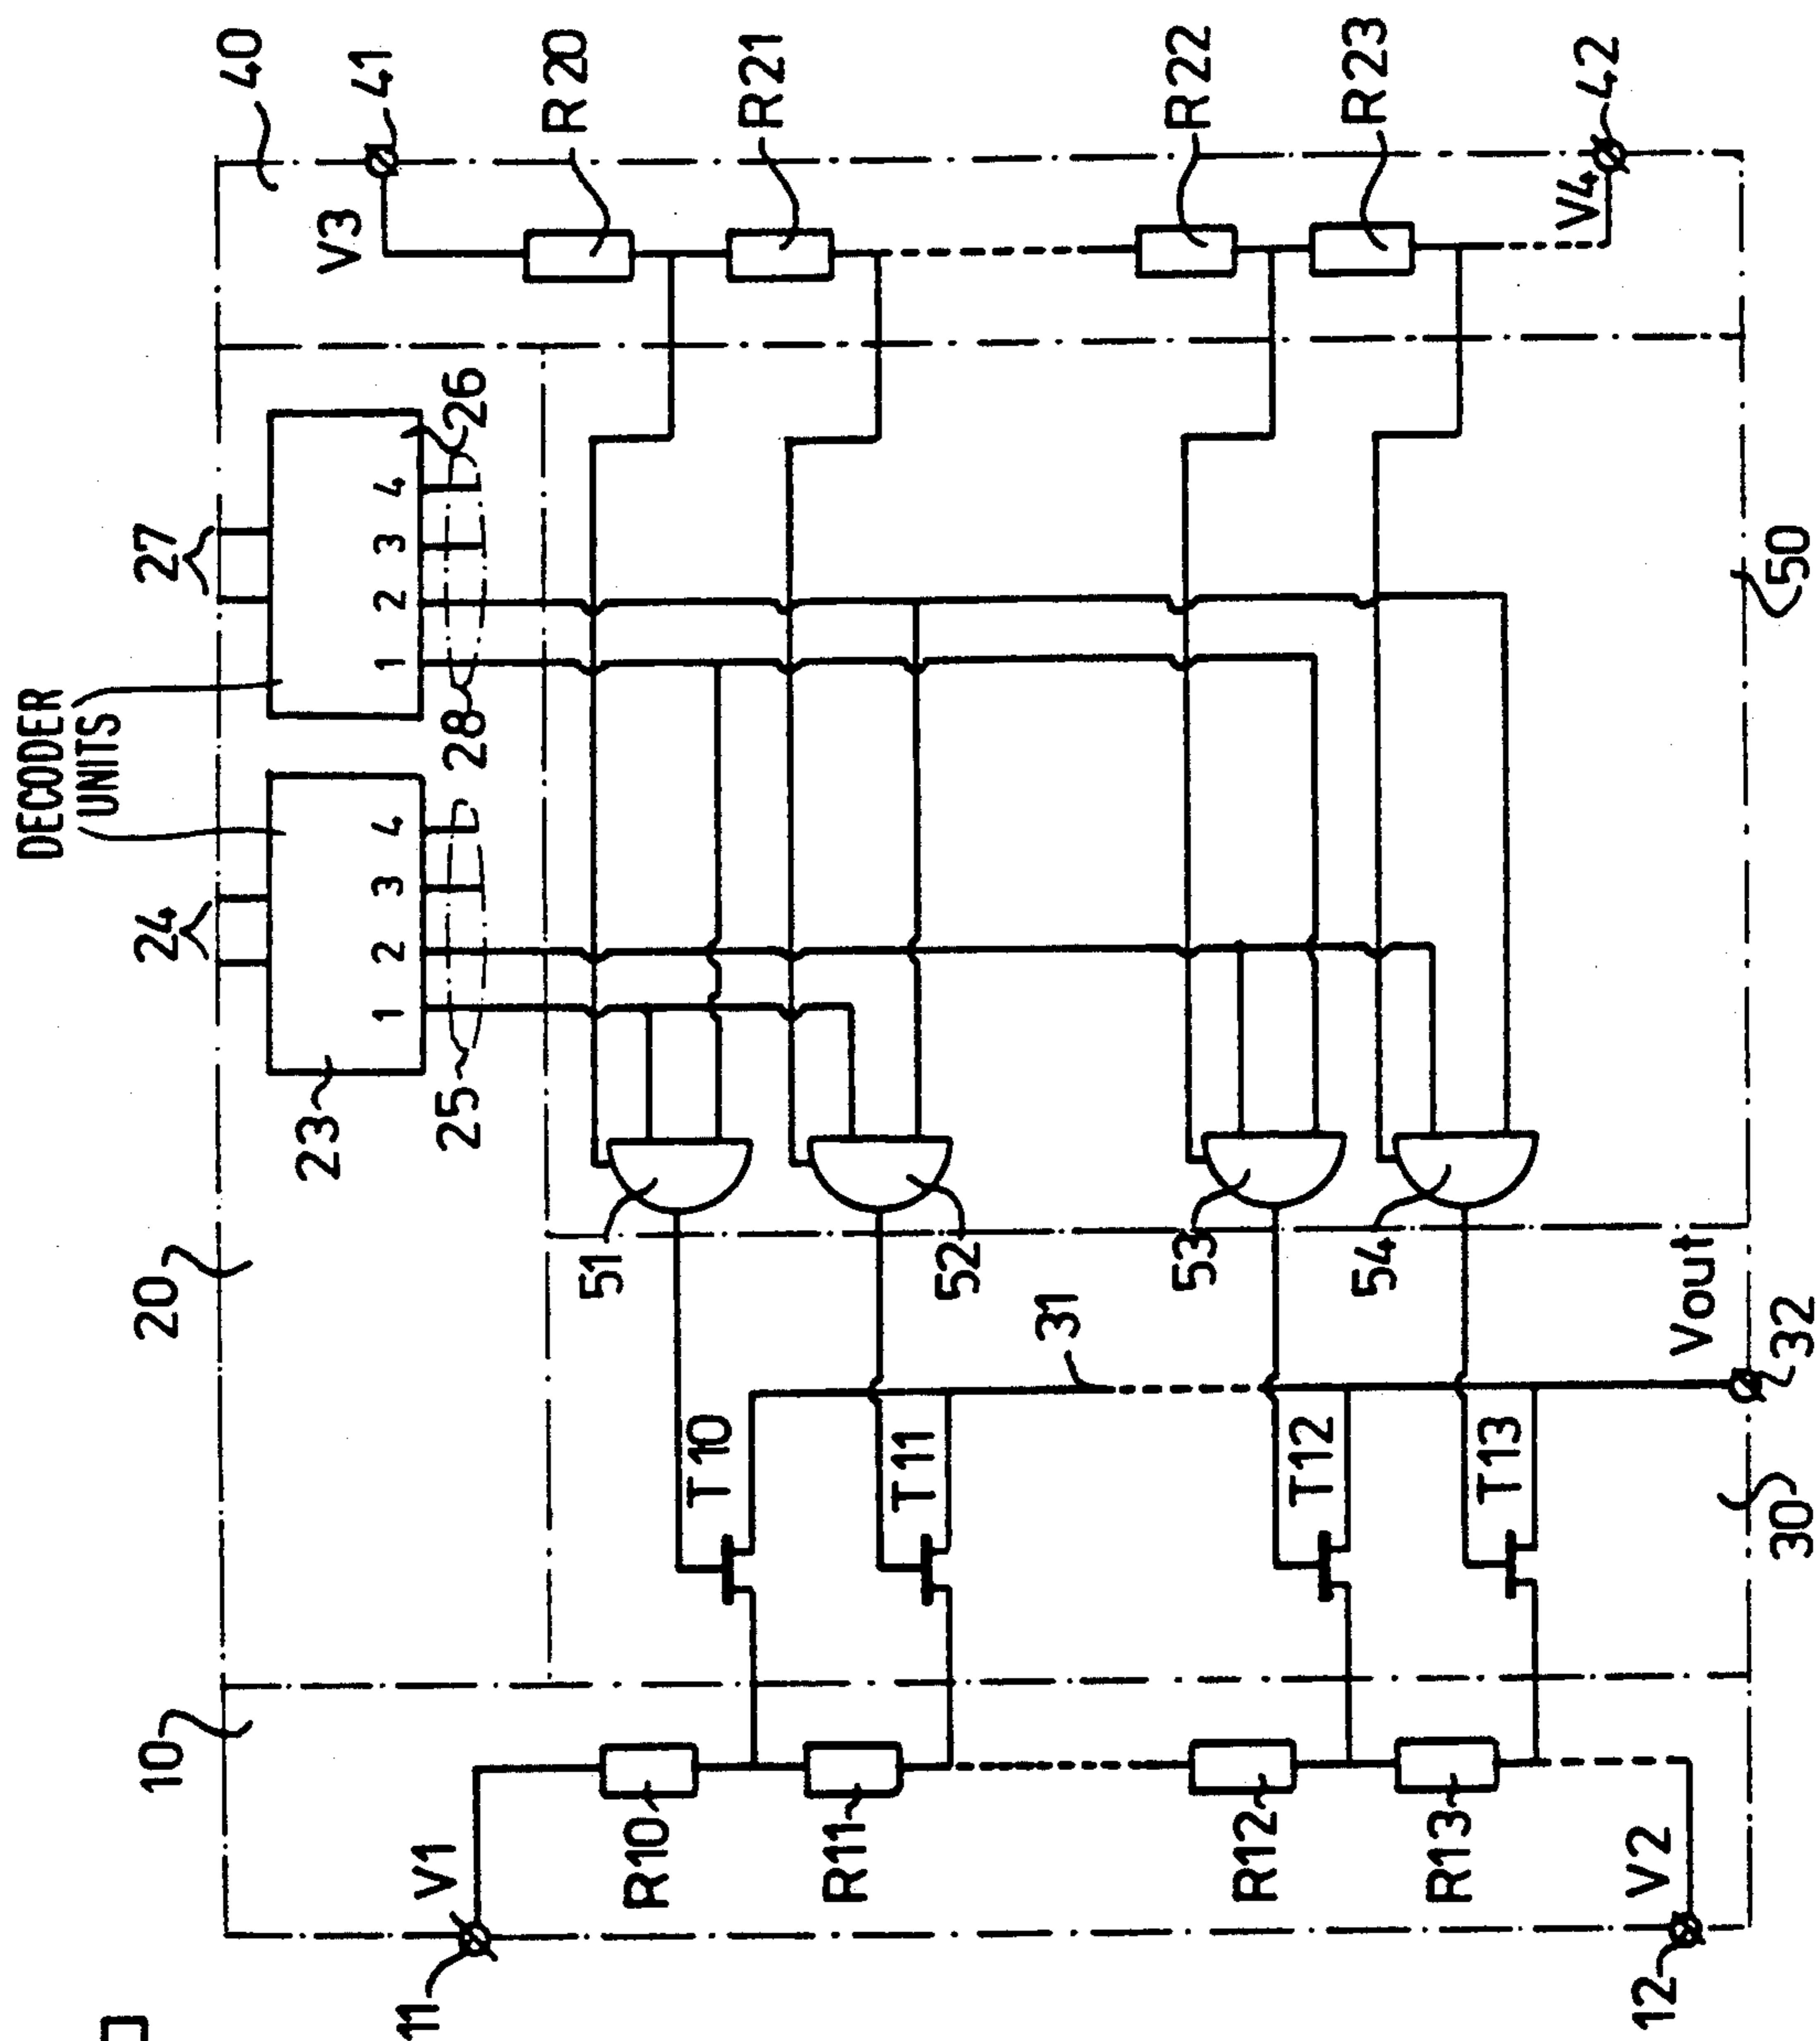 DECODER
UNITS
24
27
20
10
40
23
1 2 3 4
1 2 3 4
25
28
26
11
V1
V3
41
R10
R11
R12
R13
T10
T11
T12
T13
51
52
53
54
R20
R21
R22
R23
31
12
V2
V4
42
Vout
32
30
50